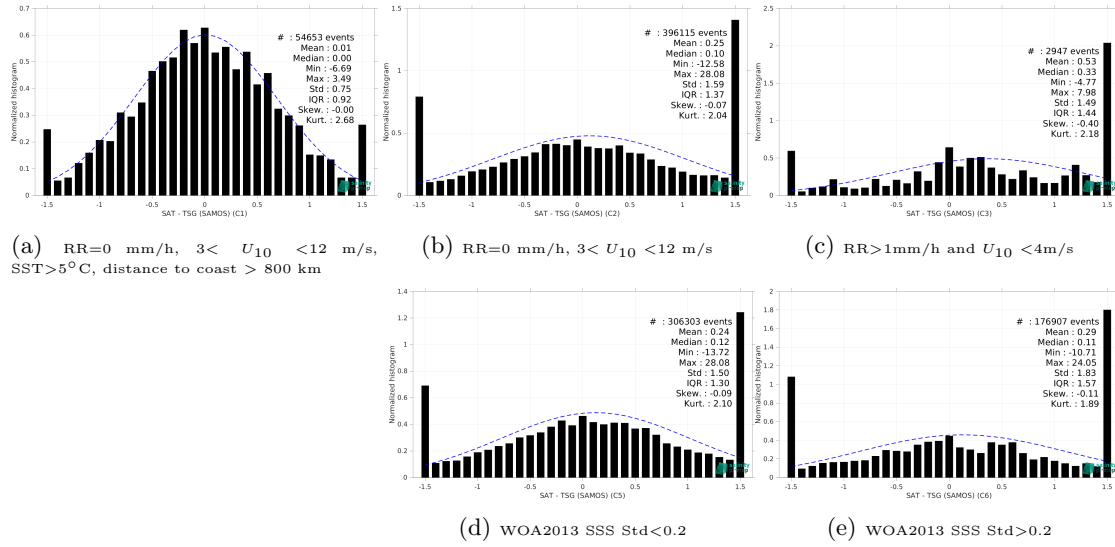 Normalized histogram
0.7
0.6
0.5
0.4
0.3
0.2
0.1
0
-1.5
-1
-0.5
0
0.5
1
1.5
# : 54653 events
Mean : 0.01
Median : 0.00
Min : -6.69
Max : 3.49
Std : 0.75
IQR : 0.92
Skew. : -0.00
Kurt. : 2.68
SAT - TSG (SAMOS) (C1)
(a) RR=0 mm/h, 3< U10 <12 m/s,
SST>5°C, distance to coast > 800 km
Normalized histogram
1.5
1
0.5
0
-1.5
-1
-0.5
0
0.5
1
1.5
# : 396115 events
Mean : 0.25
Median : 0.10
Min : -12.58
Max : 28.08
Std : 1.59
IQR : 1.37
Skew. : -0.07
Kurt. : 2.04
SAT - TSG (SAMOS) (C2)
(b) RR=0 mm/h, 3< U10 <12 m/s
Normalized histogram
2.5
2
1.5
1
0.5
0
-1.5
-1
-0.5
0
0.5
1
1.5
# : 2947 events
Mean : 0.53
Median : 0.33
Min : -4.77
Max : 7.98
Std : 1.49
IQR : 1.44
Skew. : -0.40
Kurt. : 2.18
SAT - TSG (SAMOS) (C3)
(c) RR>1mm/h and U10 <4m/s
Normalized histogram
1.4
1.2
1
0.8
0.6
0.4
0.2
0
-1.5
-1
-0.5
0
0.5
1
1.5
# : 306303 events
Mean : 0.24
Median : 0.12
Min : -13.72
Max : 28.08
Std : 1.50
IQR : 1.30
Skew. : -0.09
Kurt. : 2.10
SAT - TSG (SAMOS) (C5)
(d) WOA2013 SSS Std<0.2
Normalized histogram
2
1.8
1.6
1.4
1.2
1
0.8
0.6
0.4
0.2
0
-1.5
-1
-0.5
0
0.5
1
1.5
# : 176907 events
Mean : 0.29
Median : 0.11
Min : -10.71
Max : 24.05
Std : 1.83
IQR : 1.57
Skew. : -0.11
Kurt. : 1.89
SAT - TSG (SAMOS) (C6)
(e) WOA2013 SSS Std>0.2